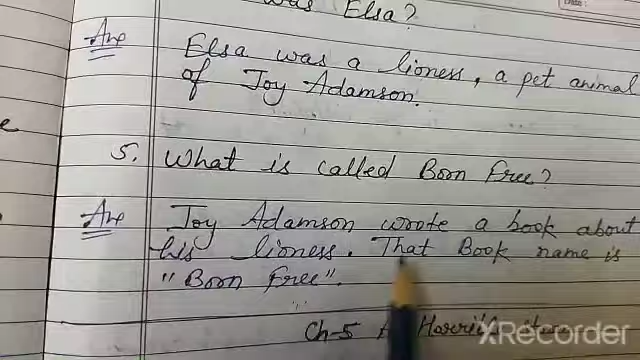 was Elsa?
Ans Elsa was a lioness, a pet animal
of Joy Adamson.
5. What is called Born Free?
Ans Joy Adamson wrote a book about
his lioness. That Book name is
"Born Free".
Ch-5
XRecorder